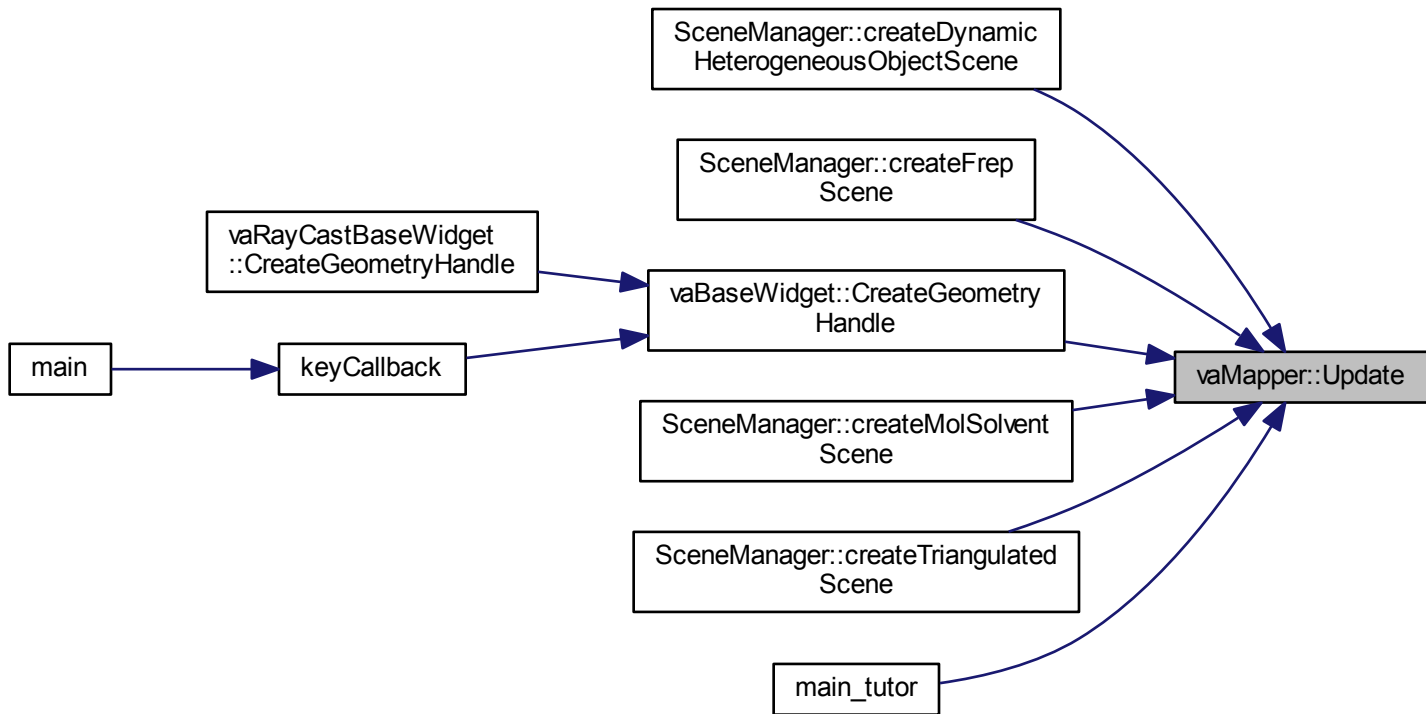 SceneManager::createDynamic
HeterogeneousObjectScene
SceneManager::createFrep
Scene
vaRayCastBaseWidget
::CreateGeometryHandle
vaBaseWidget::CreateGeometry
Handle
main
keyCallback
vaMapper::Update
SceneManager::createMolSolvent
Scene
SceneManager::createTriangulated
Scene
main_tutor